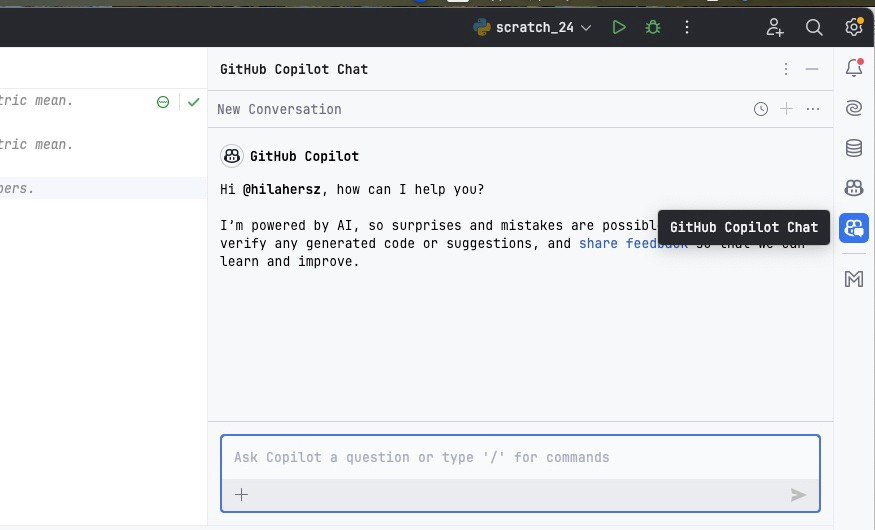 scratch_24
GitHub Copilot Chat
tric mean.
New Conversation
tric mean.
GitHub Copilot
bers.
Hi @hilahersz, how can I help you?
I'm powered by AI, so surprises and mistakes are possibl
GitHub Copilot Chat
verify any generated code or suggestions, and share feedback so that we can
learn and improve.
Ask Copilot a question or type '/' for commands